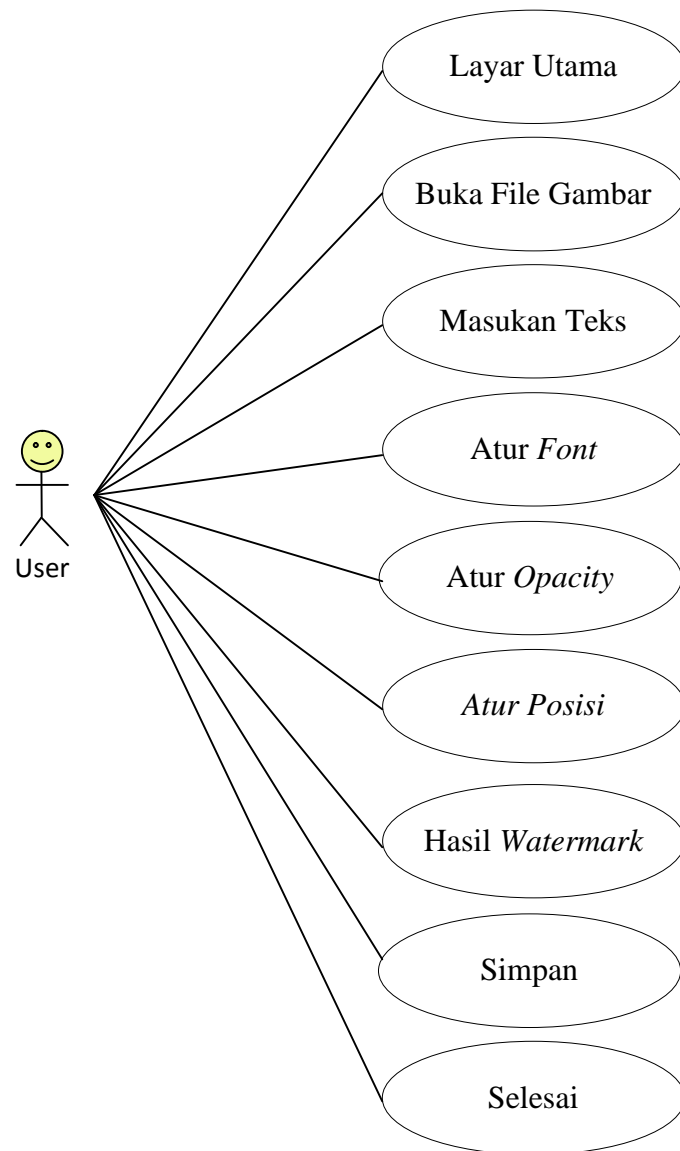 Layar Utama
Buka File Gambar
Masukan Teks
Atur Font
User
Atur Opacity
Atur Posisi
Hasil Watermark
Simpan
Selesai